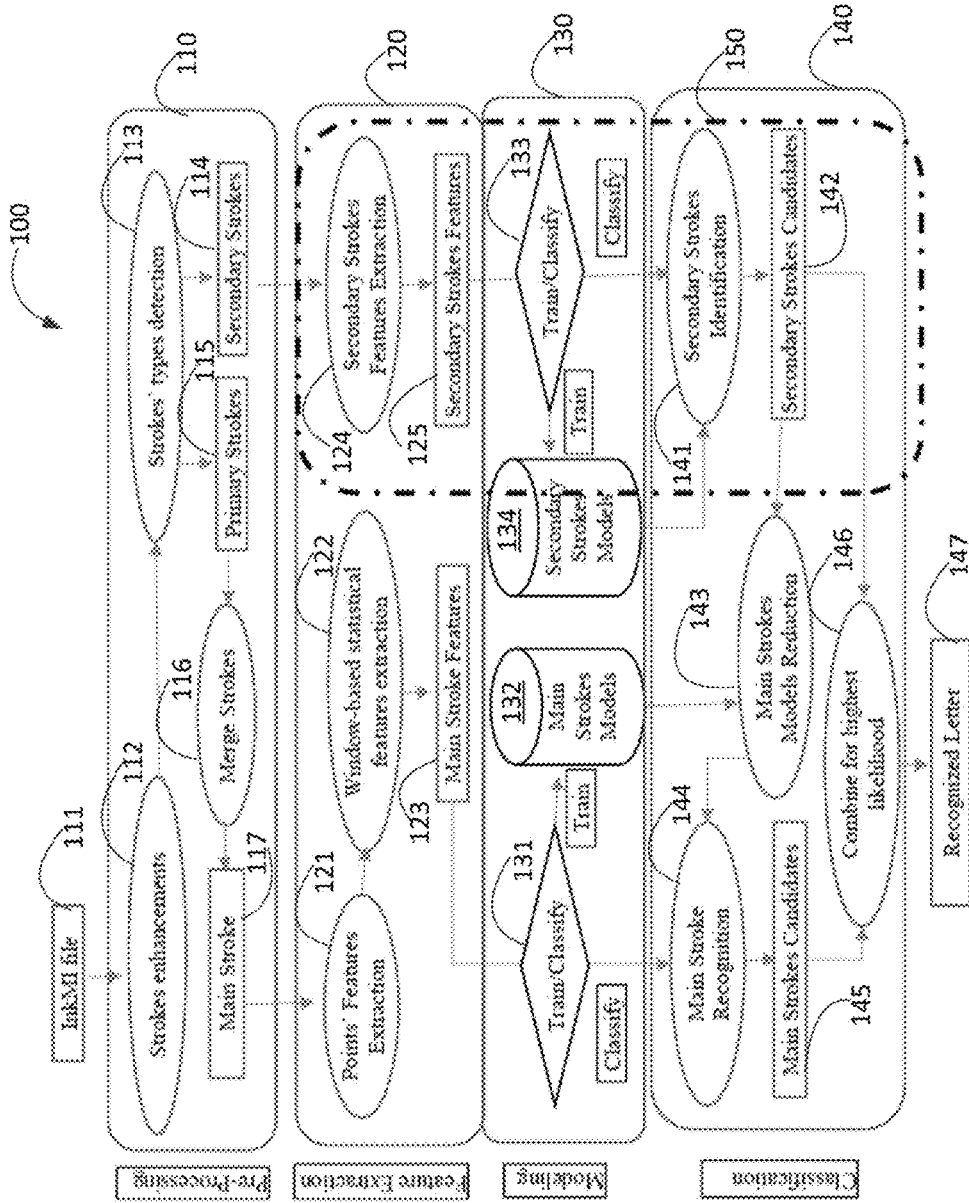 100
InkMl file
111
Pre-Processing
110
Strokes enhancements
112
Strokes' types detection
113
Main Stroke
117
Merge Strokes
116
Primary Strokes
115
Secondary Strokes
114
Feature Extraction
120
Points' Features
Extraction
121
Window-based statistical
features extraction
122
Secondary Strokes
Features Extraction
124
Main Stroke Features
123
Secondary Strokes Features
125
Modeling
130
Train/Classify
131
Train
Classify
132
Main
Strokes
Models
134
Secondary
Strokes
Models
Train
Train/Classify
133
Classify
150
Classification
140
Main Stroke
Recognition
144
Main Strokes
Models Reduction
143
Secondary Strokes
Identification
141
Main Strokes Candidates
145
Secondary Strokes Candidates
142
Combine for highest
likelihood
146
Recognized Letter
147